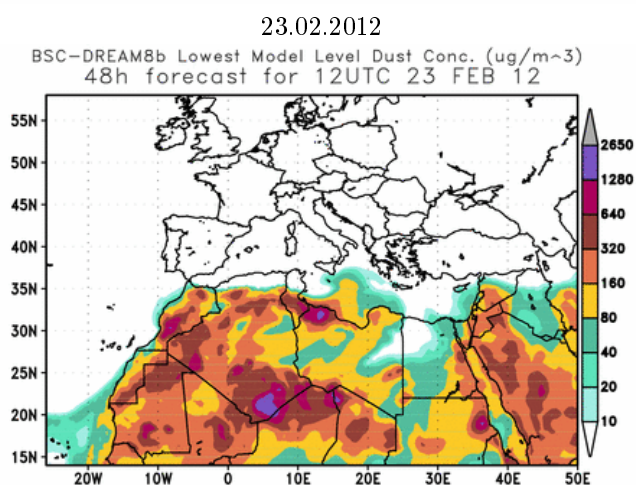 23.02.2012
BSC-DREAM8b Lowest Model Level Dust Conc. (ug/m^3)
48h forecast for 12UTC 23 FEB 12
55N
50N
45N
40N
35N
30N
25N
20N
15N
20W
10W
0
10E
20E
30E
40E
50E
2650
1280
640
320
160
80
40
20
10